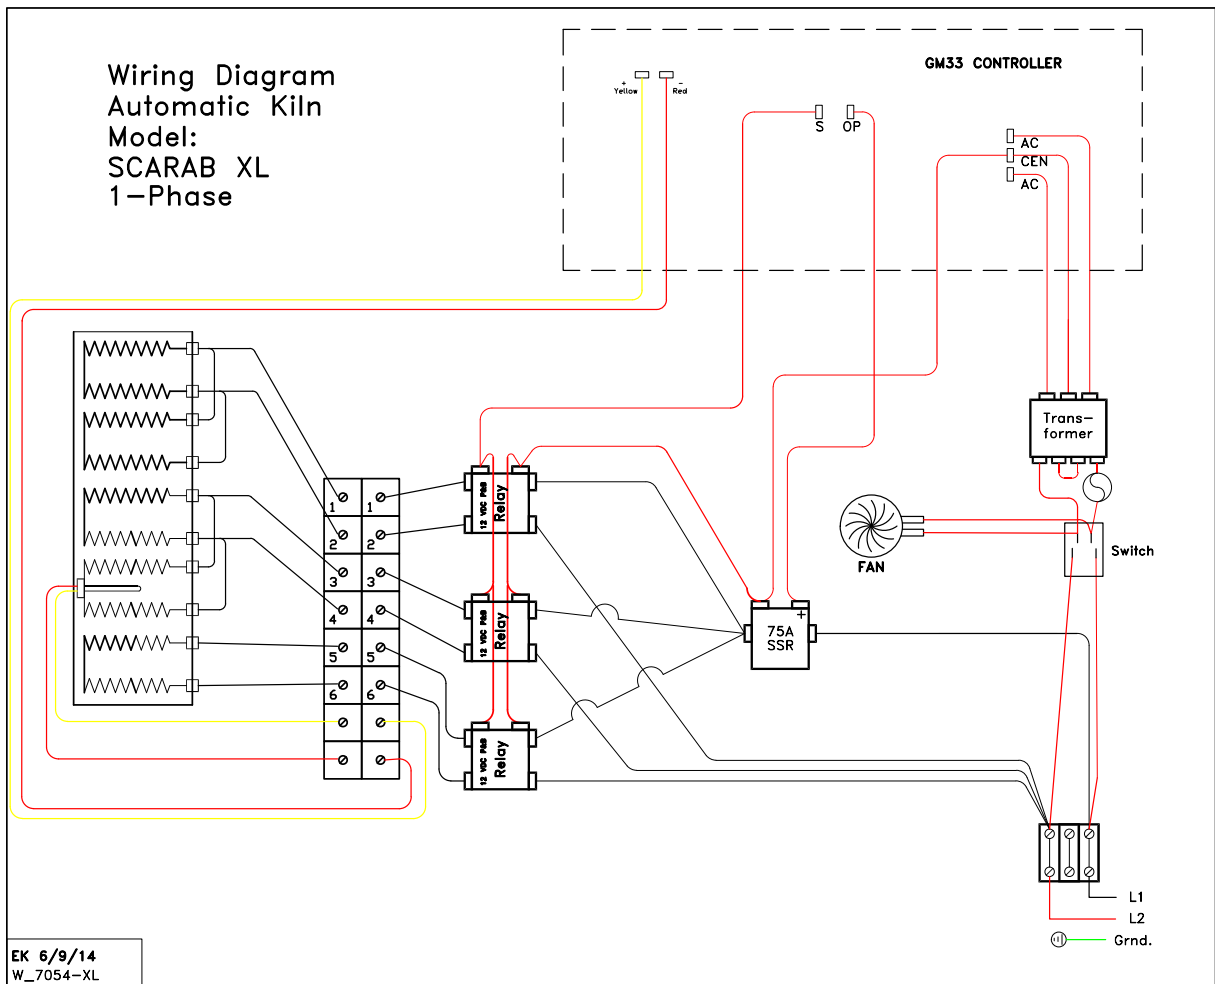 Wiring Diagram
Automatic Kiln
Model:
SCARAB XL
1-Phase
GM33 CONTROLLER
+
Yellow
-
Red
S
OP
AC
CEN
AC
Trans-
former
Switch
FAN
1
1
2
2
3
3
4
4
5
5
6
6
12 VDC P&B
Relay
12 VDC P&B
Relay
12 VDC P&B
Relay
+
75A
SSR
L1
L2
Grnd.
EK 6/9/14
W_7054-XL